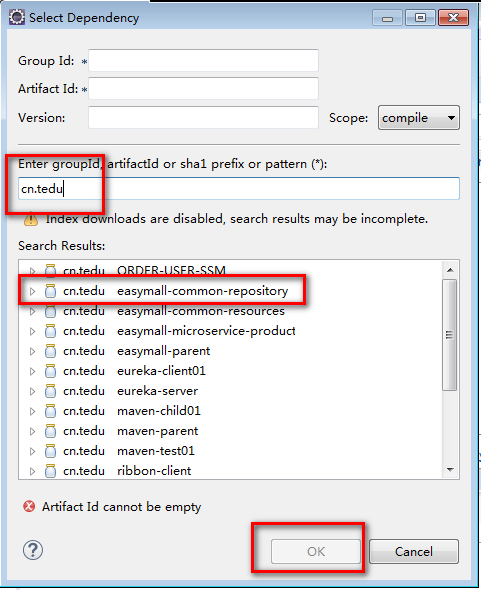 Select Dependency
Group Id: *
Artifact Id: *
Version: Scope: compile
Enter groupId, artifactId or sha1 prefix or pattern (*):
cn.tedu
Index downloads are disabled, search results may be incomplete.
Search Results:
cn.tedu ORDER-USER-SSM
cn.tedu easymall-common-repository
cn.tedu easymall-common-resources
cn.tedu easymall-microservice-product
cn.tedu easymall-parent
cn.tedu eureka-client01
cn.tedu eureka-server
cn.tedu maven-child01
cn.tedu maven-parent
cn.tedu maven-test01
cn.tedu ribbon-client
Artifact Id cannot be empty
? OK Cancel